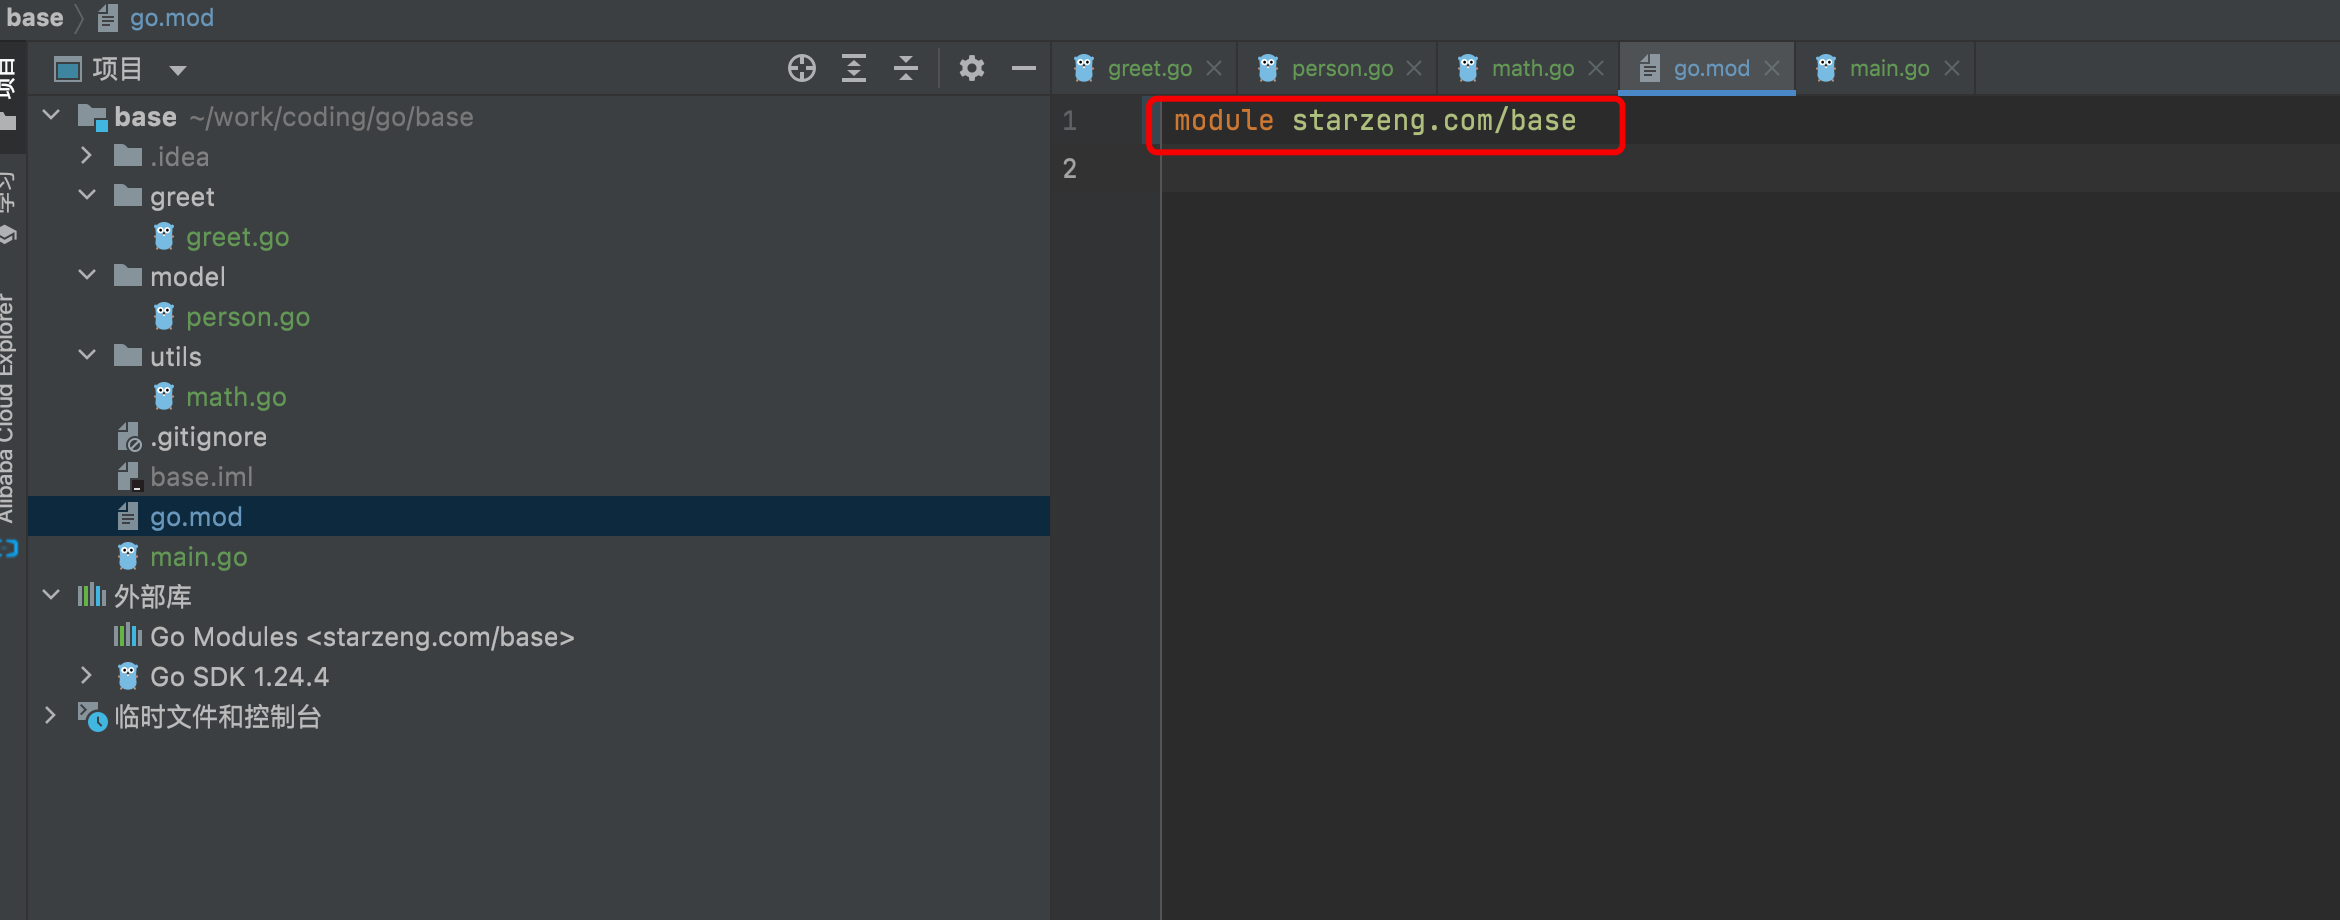 base go.mod
项目
greet.go person.go math.go go.mod main.go
项目
学习
Alibaba Cloud Explorer
base ~/work/coding/go/base
.idea
greet
greet.go
model
person.go
utils
math.go
.gitignore
base.iml
go.mod
main.go
外部库
Go Modules <starzeng.com/base>
Go SDK 1.24.4
临时文件和控制台
1 module starzeng.com/base
2